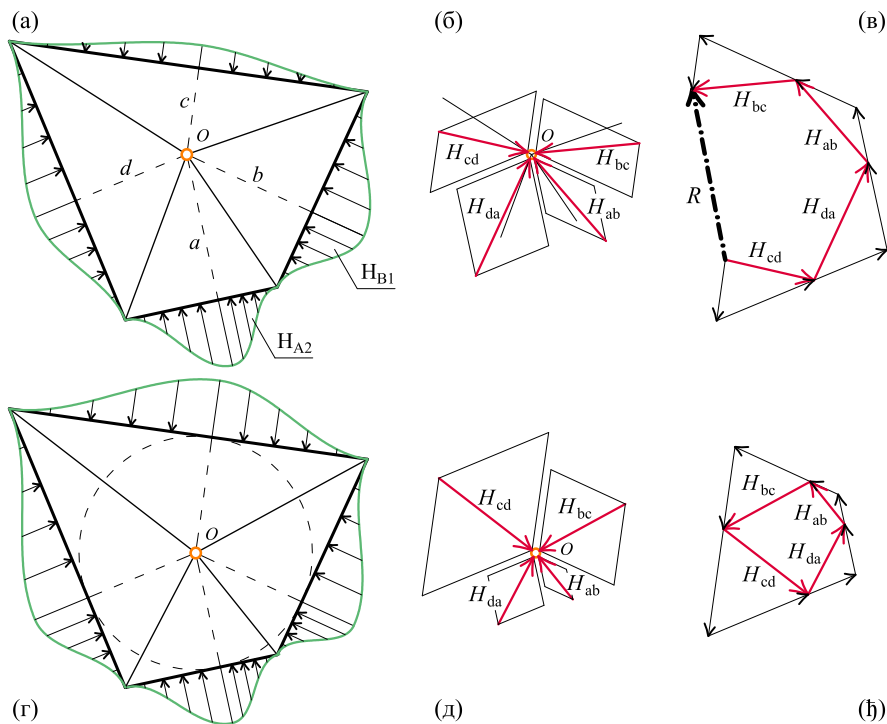 (а)
(б)
(в)
c
O
d
b
a
H_B1
H_A2
O
H_cd
H_bc
H_da
H_ab
H_bc
H_ab
R
H_da
H_cd
O
H_cd
H_bc
O
H_da
H_ab
H_bc
H_ab
H_da
H_cd
(г)
(д)
(ђ)